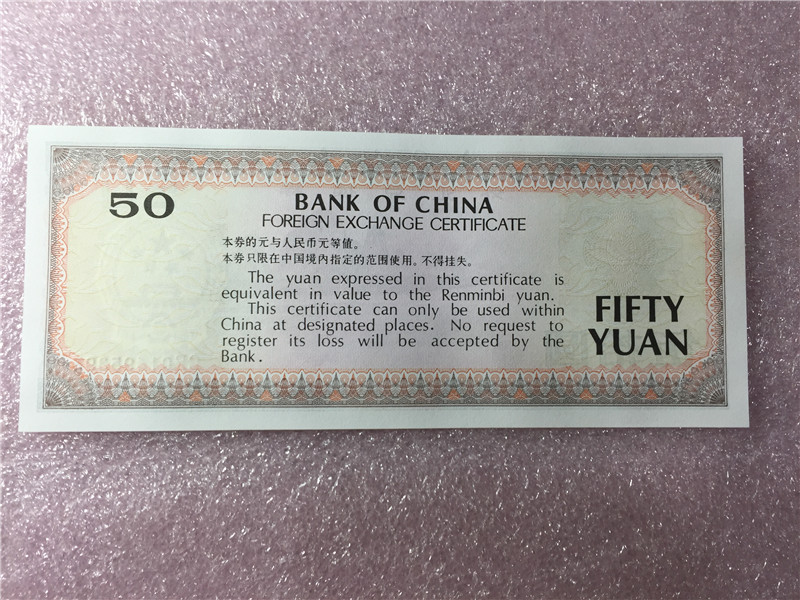 50
BANK OF CHINA
FOREIGN EXCHANGE CERTIFICATE
本券的元与人民币元等值。
本券只限在中国境内指定的范围使用。不得挂失。
The yuan expressed in this certificate is
equivalent in value to the Renminbi yuan.
This certificate can only be used within
China at designated places. No request to
register its loss will be accepted by the
Bank.
FIFTY
YUAN